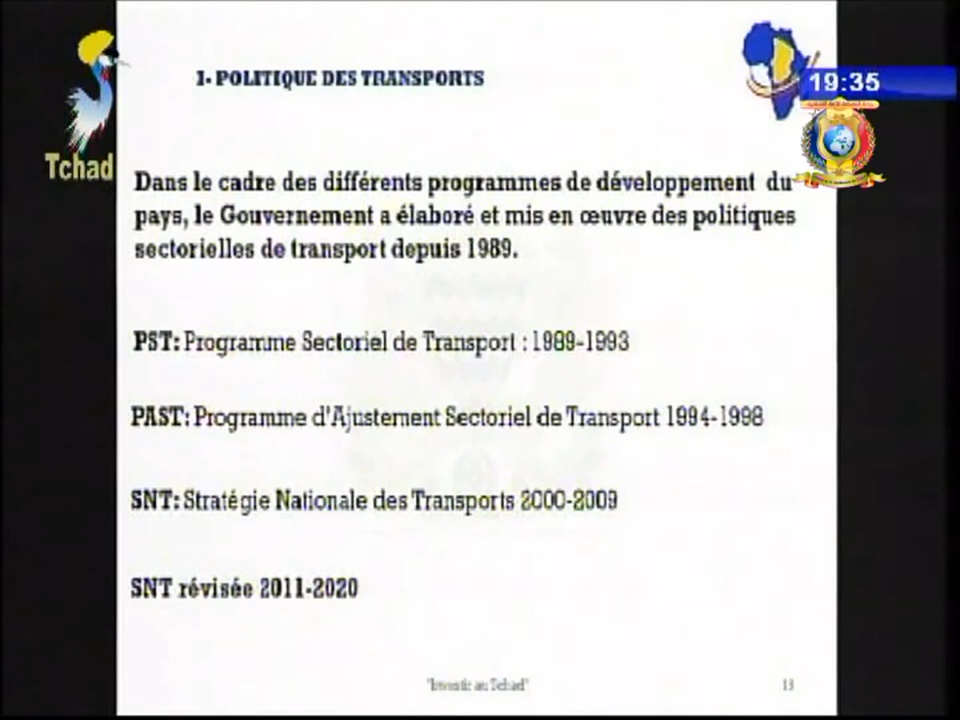 I- POLITIQUE DES TRANSPORTS
19:35
Tchad
Dans le cadre des différents programmes de développement du
pays, le Gouvernement a élaboré et mis en œuvre des politiques
sectorielles de transport depuis 1989.
PST: Programme Sectoriel de Transport : 1989-1993
PAST: Programme d'Ajustement Sectoriel de Transport 1994-1998
SNT: Stratégie Nationale des Transports 2000-2009
SNT révisée 2011-2020
"Investir au Tchad"
13